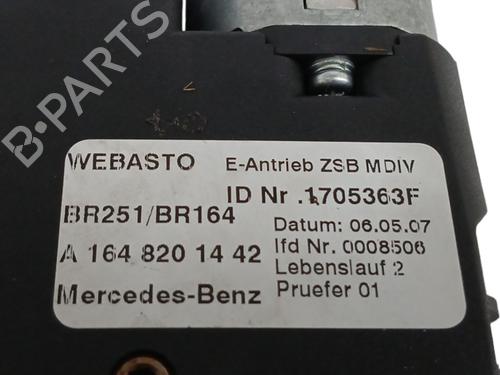 B-PARTS
WEBASTO E-Antrieb ZSB MDIV
ID Nr .1705363F
BR251/BR164 Datum: 06.05.07
A 164 820 14 42 lfd Nr. 0008506
Lebenslauf 2
Mercedes-Benz Pruefer 01